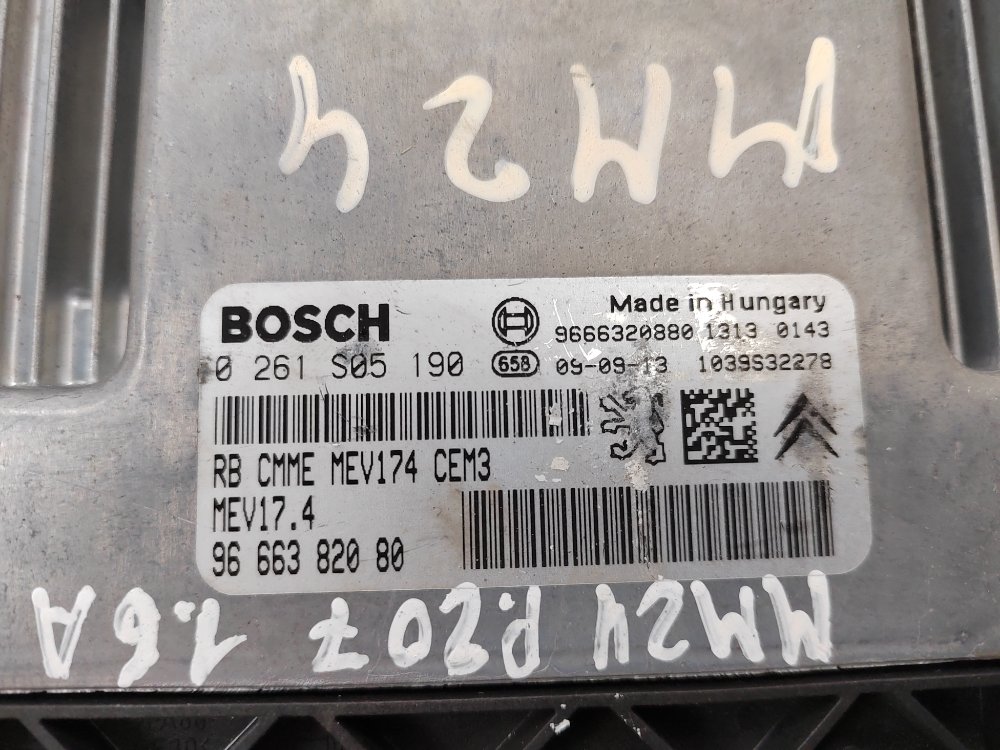 MM24
BOSCH
Made in Hungary
9666320880 1313 0143
0 261 S05 190 658 09-09-13 1039S32278
RB CMME MEV174 CEM3
MEV17.4
96 663 820 80
MM24 P.207 1.6A